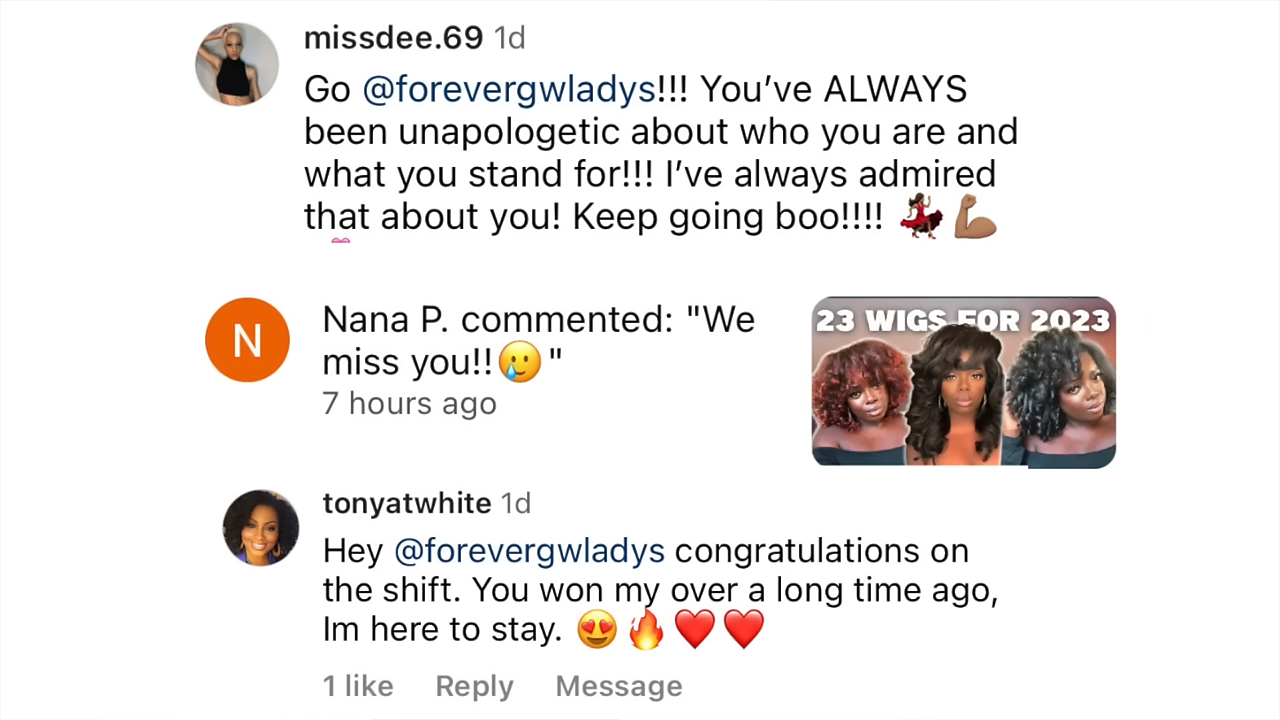 missdee.69 1d
Go @forevergwladys!!! You’ve ALWAYS
been unapologetic about who you are and
what you stand for!!! I’ve always admired
that about you! Keep going boo!!!! 💃🏾💪🏽
N
Nana P. commented: "We
miss you!!🥲"
7 hours ago
23 WIGS FOR 2023
tonyatwhite 1d
Hey @forevergwladys congratulations on
the shift. You won my over a long time ago,
Im here to stay. 😍🔥❤️❤️
1 like Reply Message